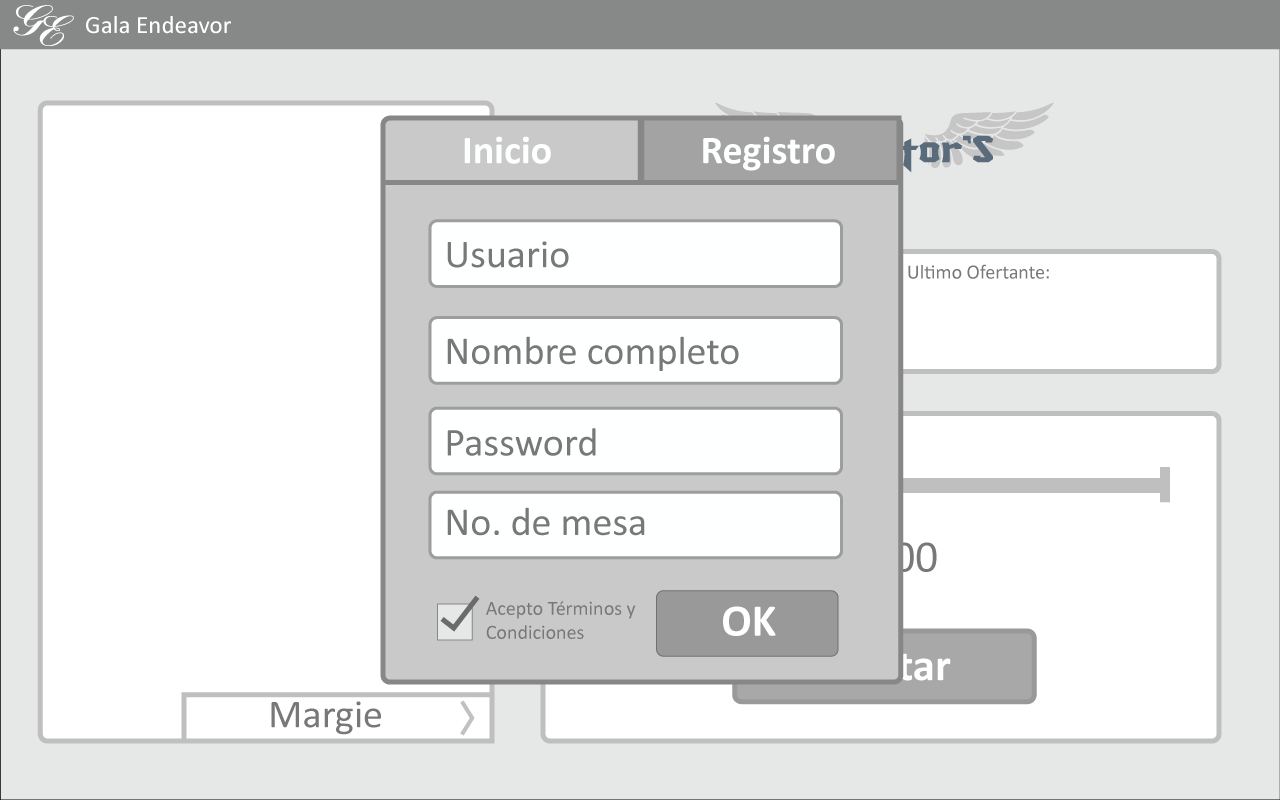 GE Gala Endeavor
Inicio
Registro
tor'S
Usuario
Ultimo Ofertante:
Nombre completo
Password
No. de mesa
00
Acepto Términos y
Condiciones
OK
tar
Margie